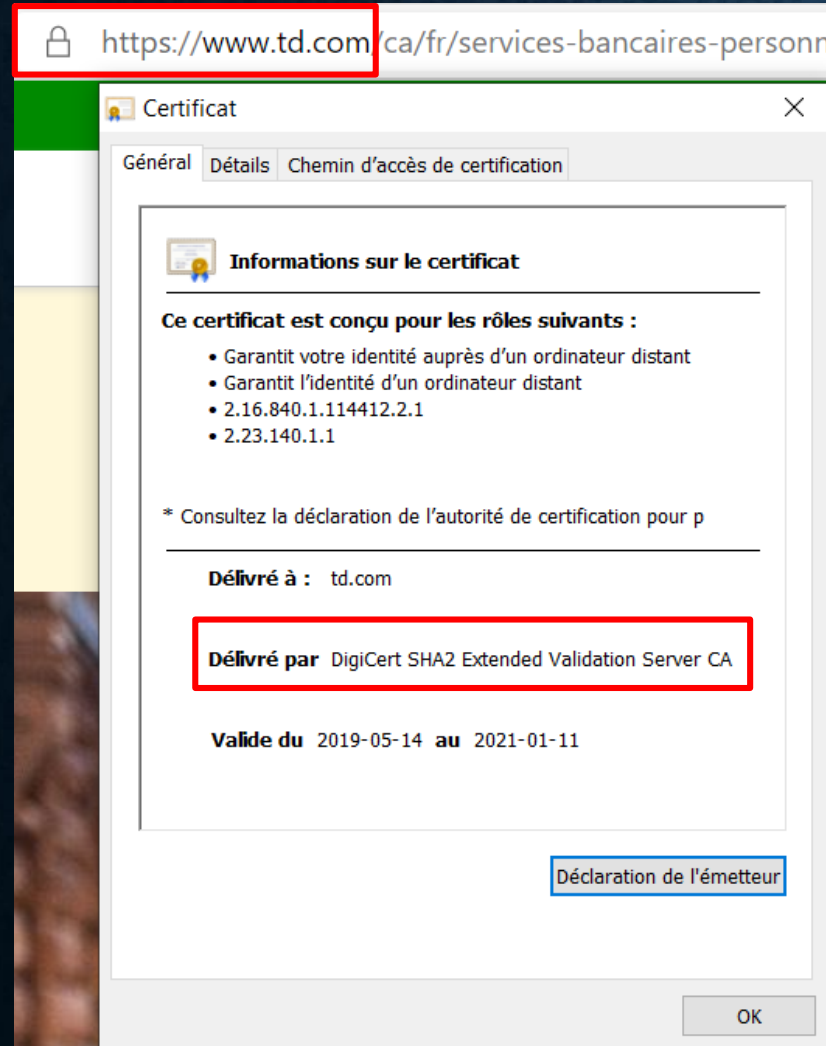 https://www.td.com/ca/fr/services-bancaires-personn
Certificat
Général Détails Chemin d'accès de certification
Informations sur le certificat
Ce certificat est conçu pour les rôles suivants :
• Garantit votre identité auprès d'un ordinateur distant
• Garantit l'identité d'un ordinateur distant
• 2.16.840.1.114412.2.1
• 2.23.140.1.1
* Consultez la déclaration de l'autorité de certification pour p
Délivré à : td.com
Délivré par DigiCert SHA2 Extended Validation Server CA
Valide du 2019-05-14 au 2021-01-11
Déclaration de l'émetteur
OK